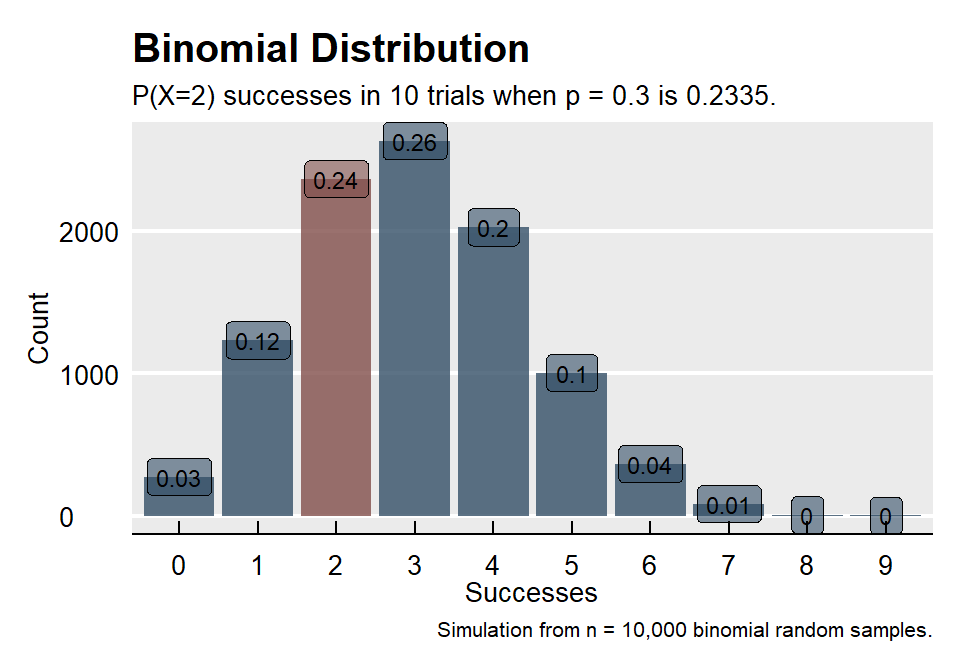 Binomial Distribution
P(X=2) successes in 10 trials when p = 0.3 is 0.2335.
Count
2000
1000
0
0.03
0.12
0.24
0.26
0.2
0.1
0.04
0.01
0
0
0 1 2 3 4 5 6 7 8 9
Successes
Simulation from n = 10,000 binomial random samples.